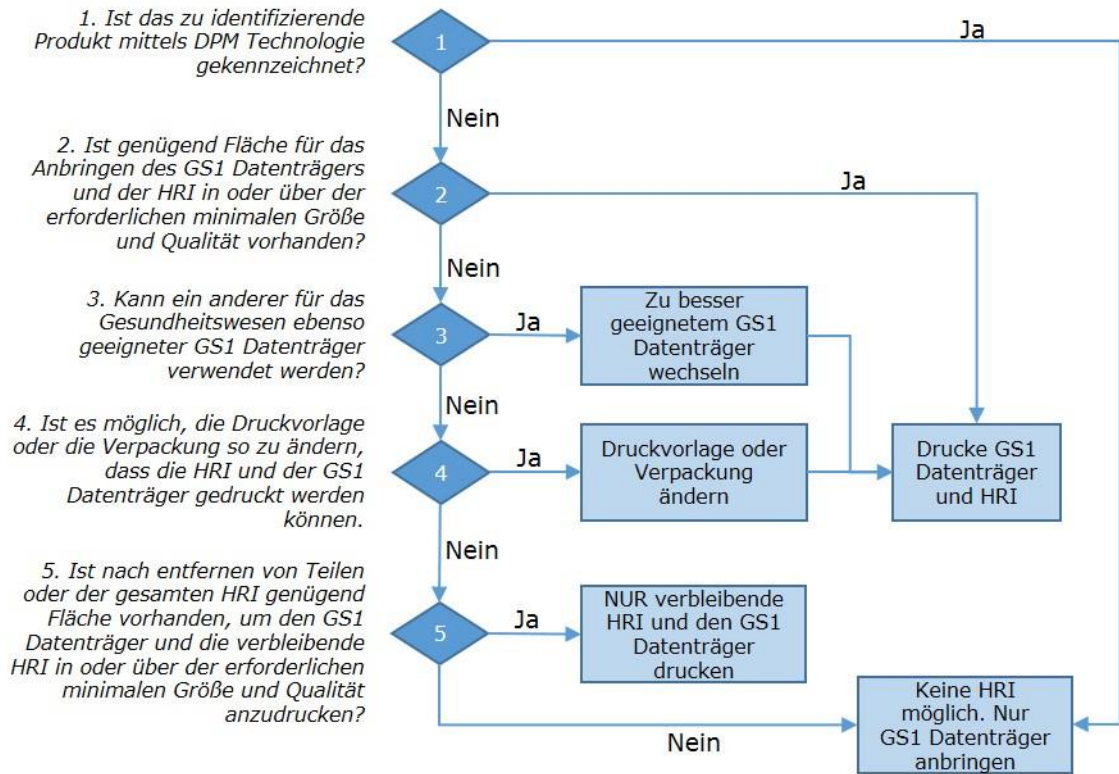 1. Ist das zu identifizierende
Produkt mittels DPM Technologie
gekennzeichnet?
1
Ja
Nein
2. Ist genügend Fläche für das
Anbringen des GS1 Datenträgers
und der HRI in oder über der
erforderlichen minimalen Größe
und Qualität vorhanden?
2
Ja
Nein
3. Kann ein anderer für das
Gesundheitswesen ebenso
geeigneter GS1 Datenträger
verwendet werden?
3
Ja
Zu besser
geeignetem GS1
Datenträger
wechseln
Nein
4. Ist es möglich, die Druckvorlage
oder die Verpackung so zu ändern,
dass die HRI und der GS1
Datenträger gedruckt werden
können.
4
Ja
Druckvorlage oder
Verpackung
ändern
Drucke GS1
Datenträger
und HRI
Nein
5. Ist nach entfernen von Teilen
oder der gesamten HRI genügend
Fläche vorhanden, um den GS1
Datenträger und die verbleibende
HRI in oder über der erforderlichen
minimalen Größe und Qualität
anzudrucken?
5
Ja
NUR verbleibende
HRI und den GS1
Datenträger
drucken
Nein
Keine HRI
möglich. Nur
GS1 Datenträger
anbringen